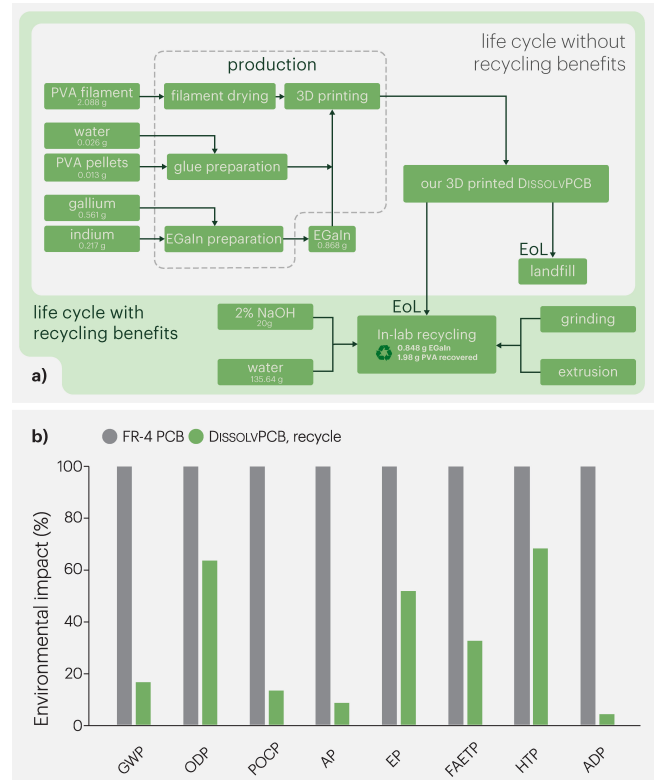 life cycle without
recycling benefits
production
PVA filament
2.088 g
filament drying
3D printing
water
0.026 g
PVA pellets
0.013 g
glue preparation
our 3D printed DISSOLVPCB
gallium
0.561 g
indium
0.217 g
EGaIn preparation
EGaIn
0.868 g
EoL
landfill
life cycle with
recycling benefits
EoL
2% NaOH
20g
water
135.64 g
In-lab recycling
0.848 g EGaIn
1.98 g PVA recovered
grinding
extrusion
a)
b)
FR-4 PCB
DISSOLVPCB, recycle
Environmental impact (%)
100
80
60
40
20
0
GWP
ODP
POCP
AP
EP
FAETP
HTP
ADP